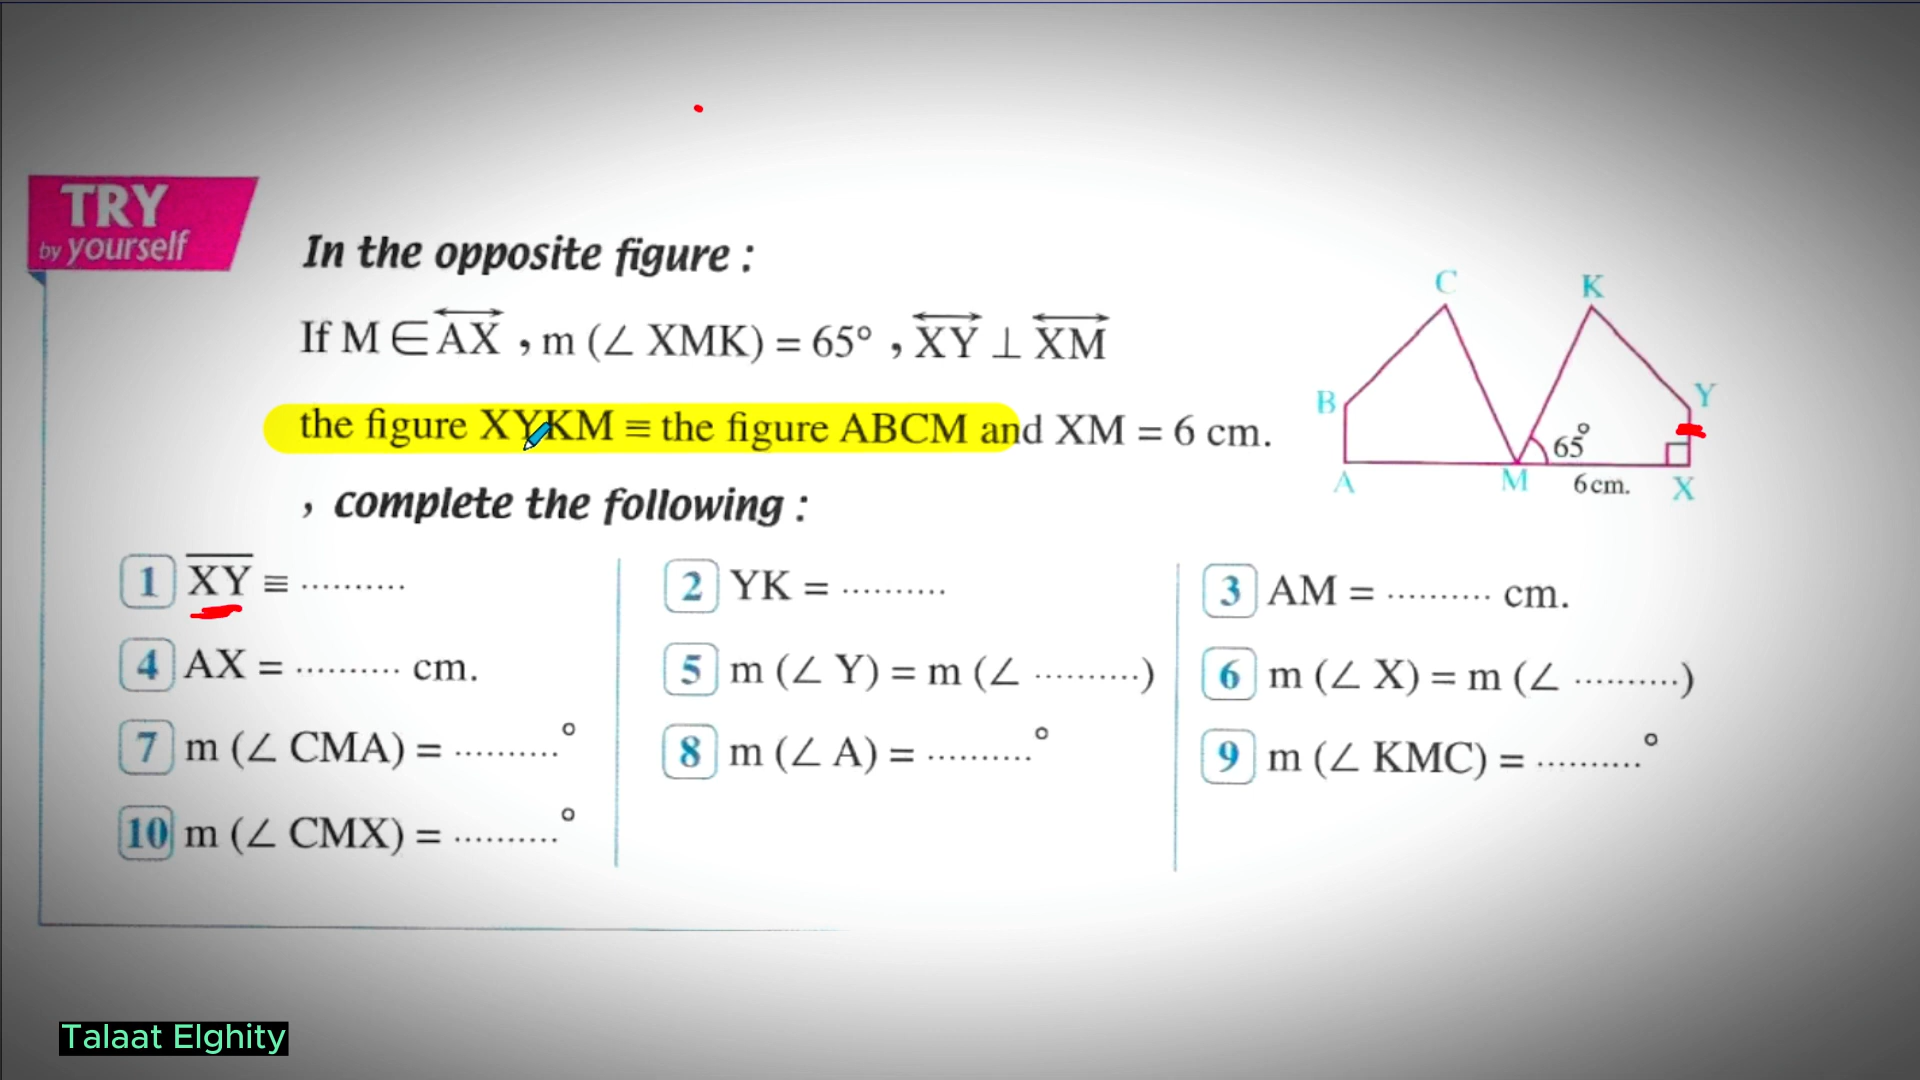 TRY
by yourself
In the opposite figure :
If M ∈ AX , m (∠ XMK) = 65° , XY ⊥ XM
the figure XYKM ≡ the figure ABCM and XM = 6 cm.
, complete the following :
1 XY ≡ ..........
2 YK = ..........
3 AM = .......... cm.
4 AX = .......... cm.
5 m (∠ Y) = m (∠ ..........)
6 m (∠ X) = m (∠ ..........)
7 m (∠ CMA) = ..........°
8 m (∠ A) = ..........°
9 m (∠ KMC) = ..........°
10 m (∠ CMX) = ..........°
C
K
B
Y
65°
A
M
6 cm.
X
Talaat Elghity